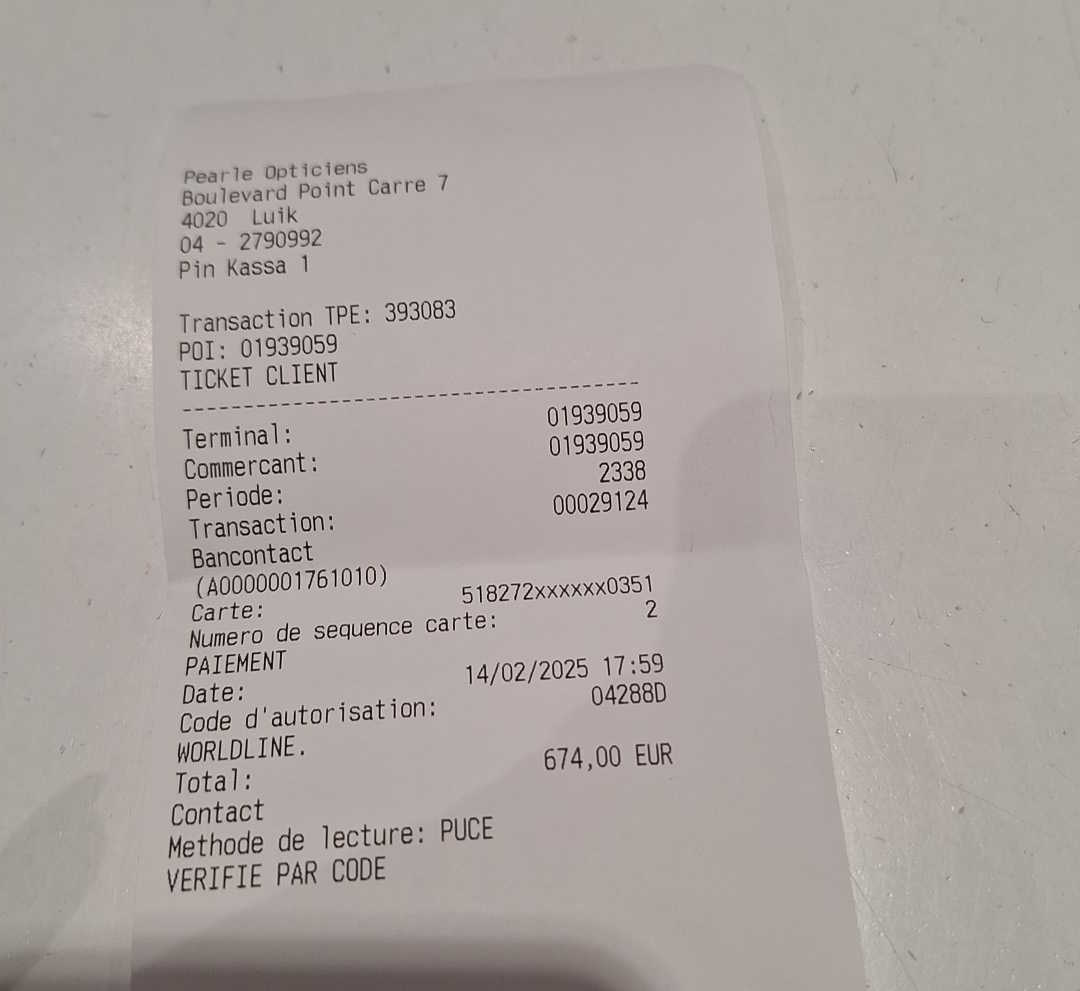 Pearle Opticiens
Boulevard Point Carre 7
4020 Luik
04 - 2790992
Pin Kassa 1
Transaction TPE: 393083
POI: 01939059
TICKET CLIENT
--------------------------------
Terminal: 01939059
Commercant: 01939059
Periode: 2338
Transaction: 00029124
Bancontact
(A0000001761010)
Carte: 518272xxxxxx0351
Numero de sequence carte: 2
PAIEMENT
Date: 14/02/2025 17:59
Code d'autorisation: 04288D
WORLDLINE.
Total: 674,00 EUR
Contact
Methode de lecture: PUCE
VERIFIE PAR CODE